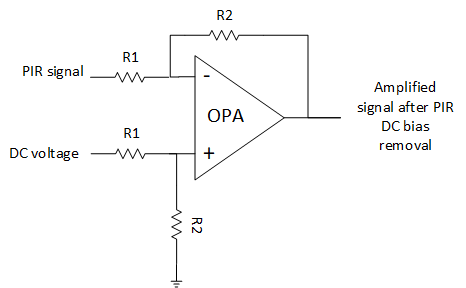 R2
R1
PIR signal
-
OPA
Amplified
signal after PIR
DC bias
removal
R1
DC voltage
+
R2